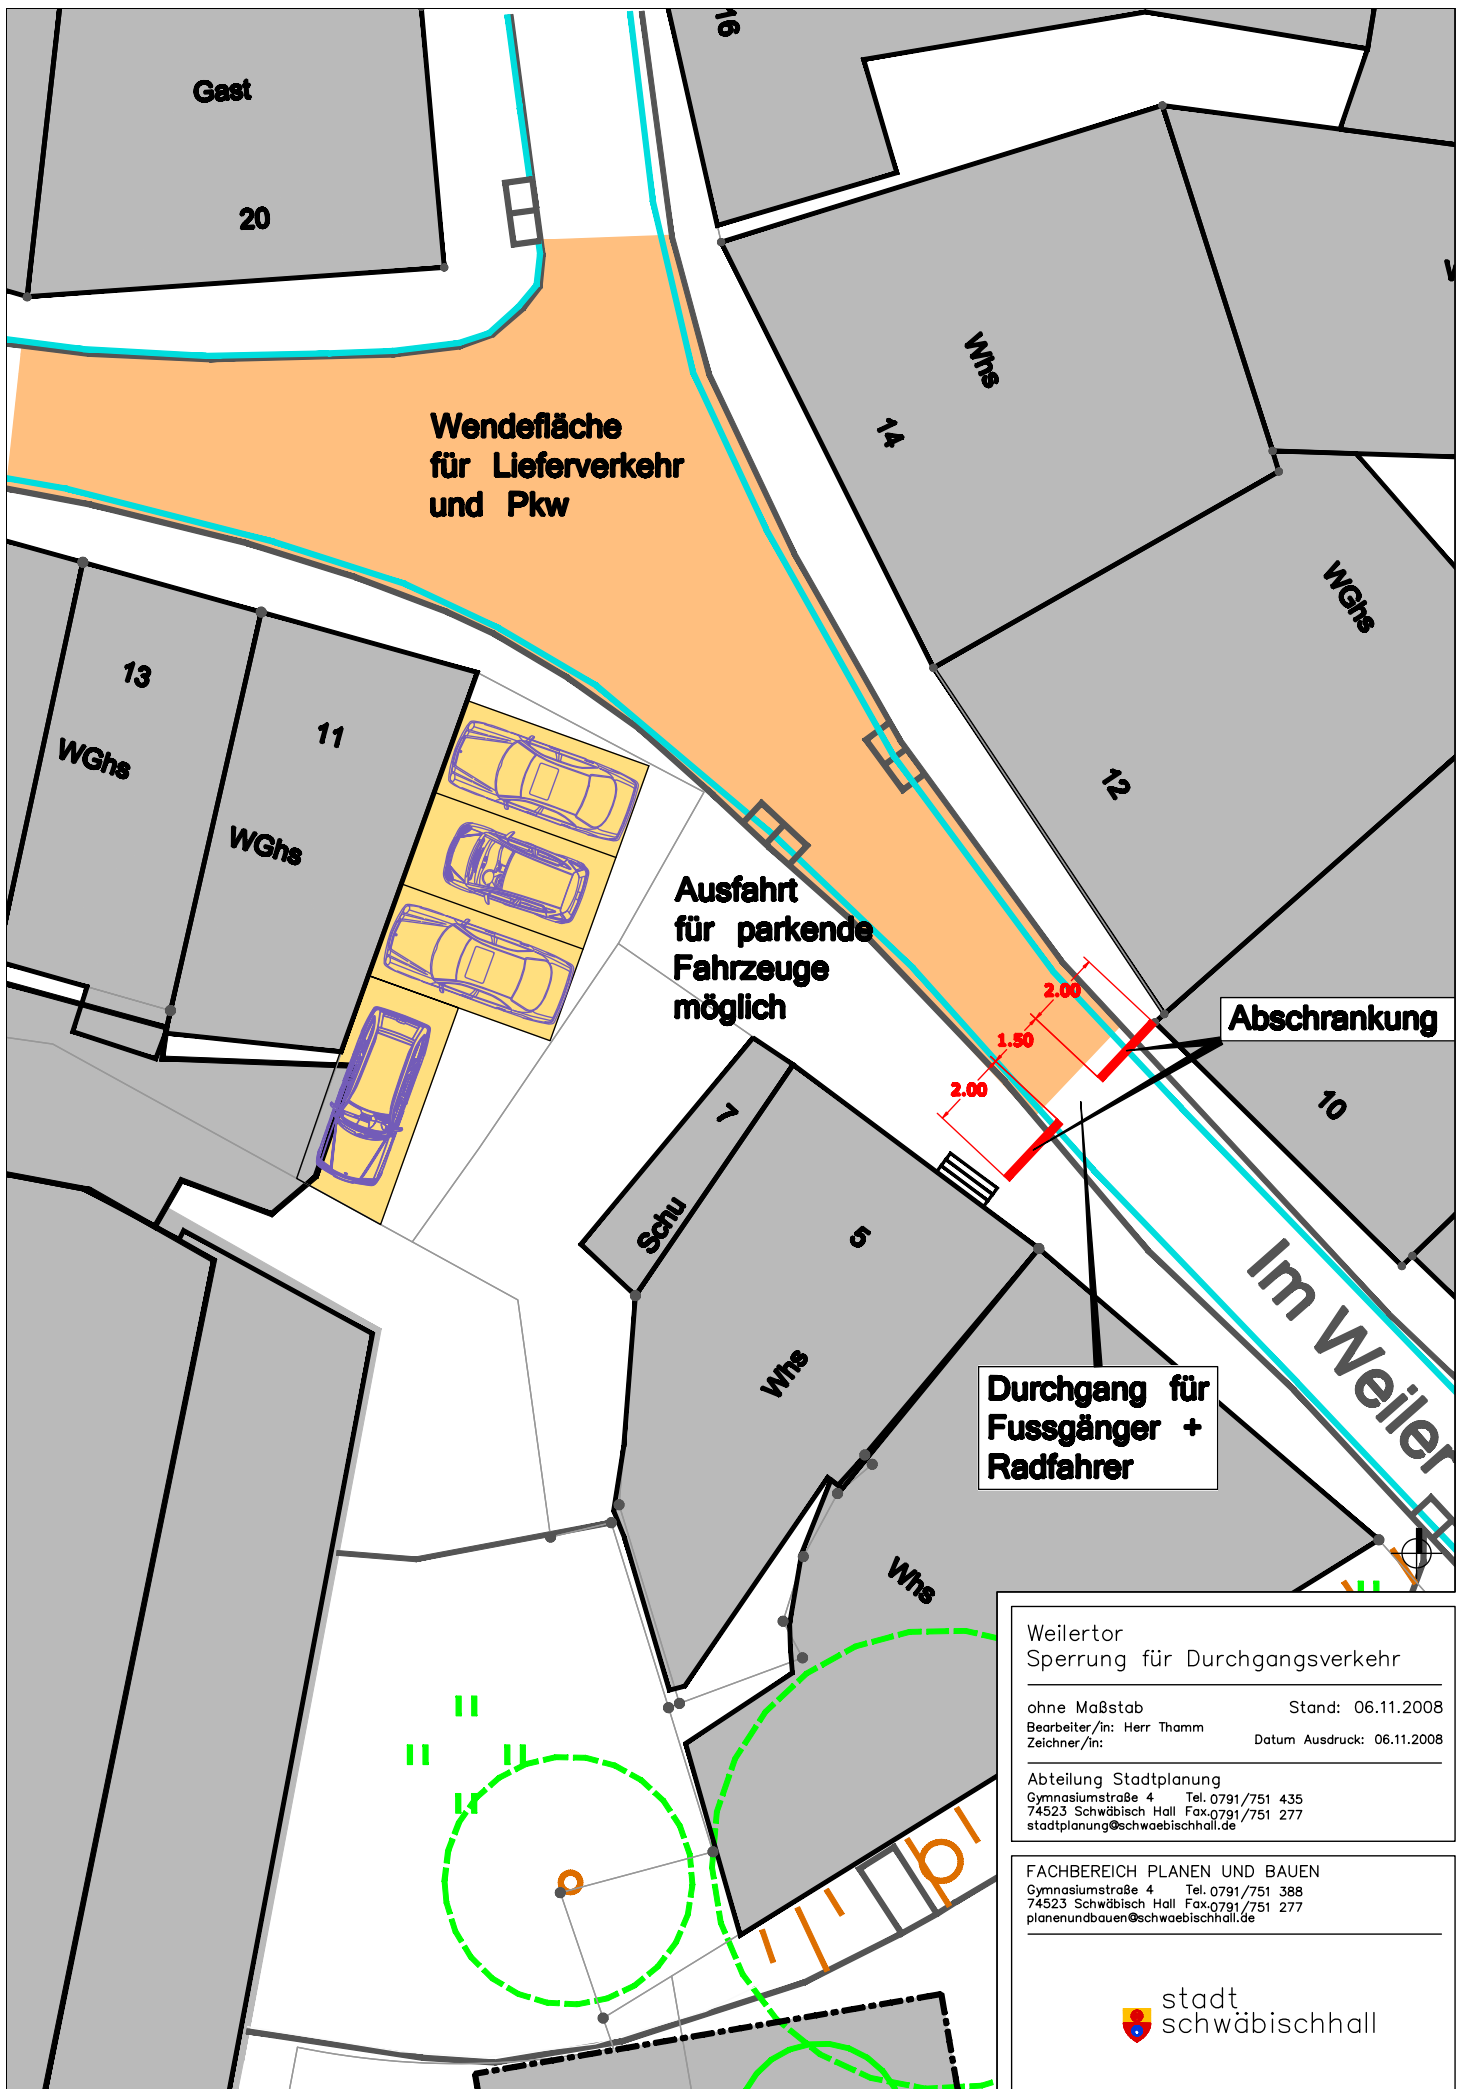 16
Gast
20
Whs
14
Wendefläche
für Lieferverkehr
und Pkw
WGhs
13
11
WGhs
WGhs
12
Ausfahrt
für parkende
Fahrzeuge
möglich
2.00
1.50
2.00
Abschrankung
10
7
Schu
5
Im Weiler
Whs
Durchgang für
Fussgänger +
Radfahrer
Whs
Weilertor
Sperrung für Durchgangsverkehr
ohne Maßstab Stand: 06.11.2008
Bearbeiter/in: Herr Thamm
Zeichner/in: Datum Ausdruck: 06.11.2008
Abteilung Stadtplanung
Gymnasiumstraße 4 Tel. 0791/751 435
74523 Schwäbisch Hall Fax.0791/751 277
stadtplanung@schwaebischhall.de
FACHBEREICH PLANEN UND BAUEN
Gymnasiumstraße 4 Tel. 0791/751 388
74523 Schwäbisch Hall Fax.0791/751 277
planenundbauen@schwaebischhall.de
stadt
schwäbischhall